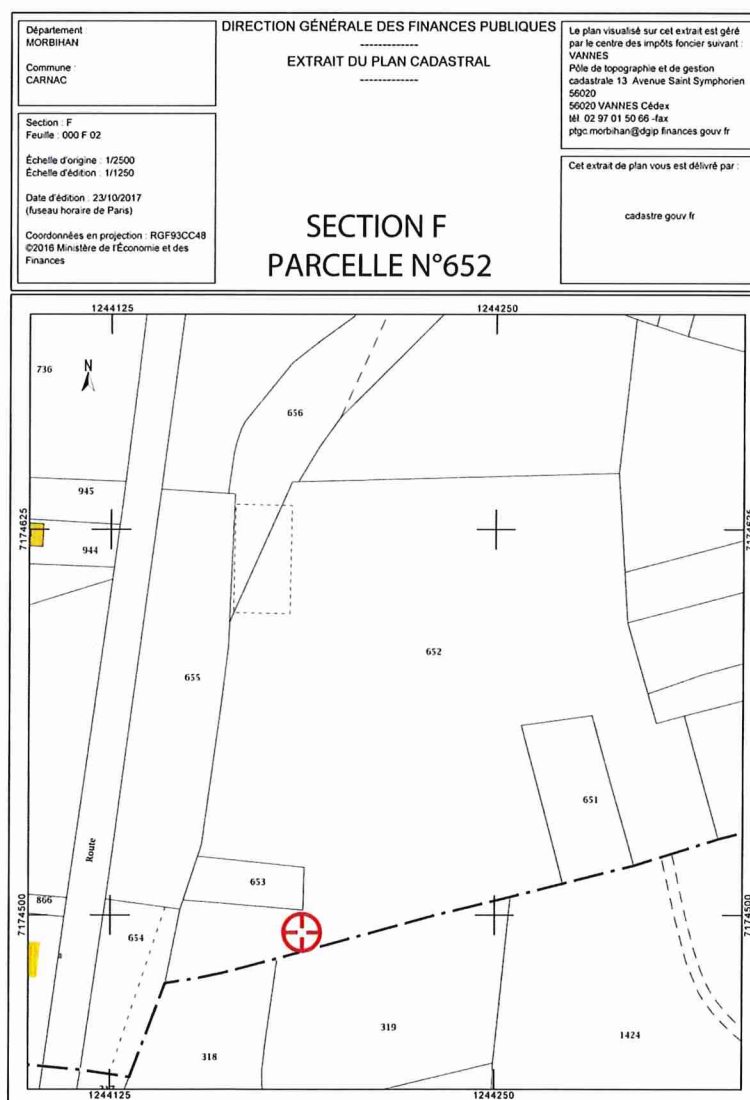 Département :
MORBIHAN
Commune :
CARNAC
Section : F
Feuille : 000 F 02
Échelle d'origine : 1/2500
Échelle d'édition : 1/1250
Date d'édition : 23/10/2017
(fuseau horaire de Paris)
Coordonnées en projection : RGF93CC48
©2016 Ministère de l'Économie et des
Finances
DIRECTION GÉNÉRALE DES FINANCES PUBLIQUES
-------------
EXTRAIT DU PLAN CADASTRAL
-------------
SECTION F
PARCELLE N°652
Le plan visualisé sur cet extrait est géré
par le centre des impôts foncier suivant :
VANNES
Pôle de topographie et de gestion
cadastrale 13 Avenue Saint Symphorien
56020
56020 VANNES Cédex
tél. 02 97 01 50 66 -fax
ptgc.morbihan@dgip.finances.gouv.fr
Cet extrait de plan vous est délivré par :
cadastre.gouv.fr
1244125
1244250
736
N
656
945
7174625
944
7174625
652
655
651
Route
653
866
7174500
654
7174500
319
318
1424
1244125
1244250